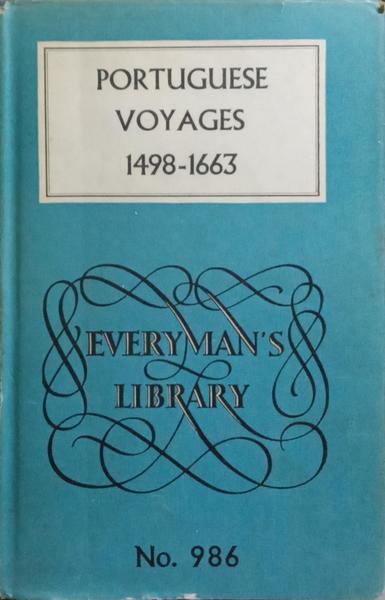 PORTUGUESE
VOYAGES
1498-1663
EVERYMAN'S
LIBRARY
No. 986